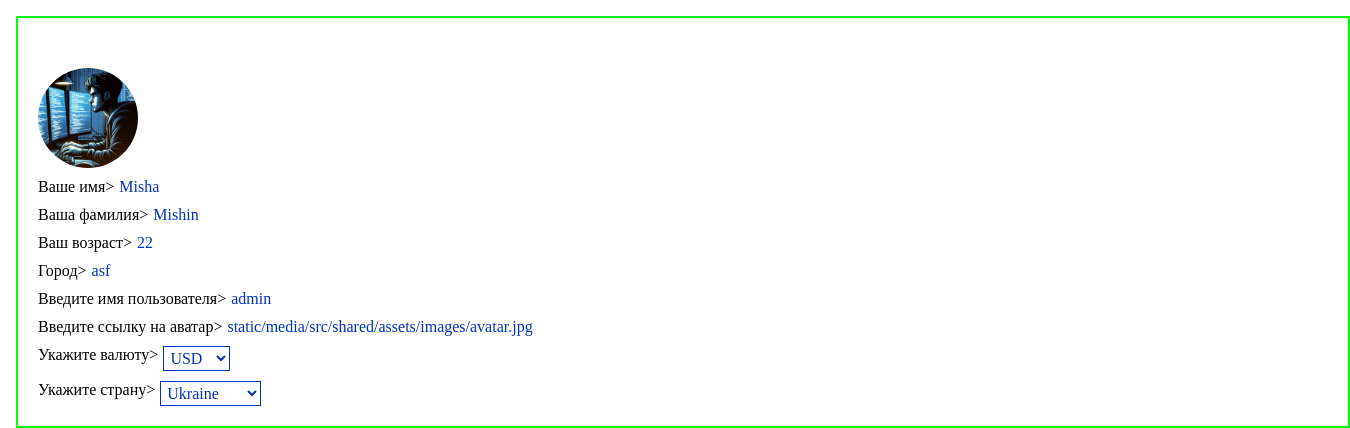 Ваше имя> Misha
Ваша фамилия> Mishin
Ваш возраст> 22
Город> asf
Введите имя пользователя> admin
Введите ссылку на аватар> static/media/src/shared/assets/images/avatar.jpg
Укажите валюту> USD
Укажите страну> Ukraine